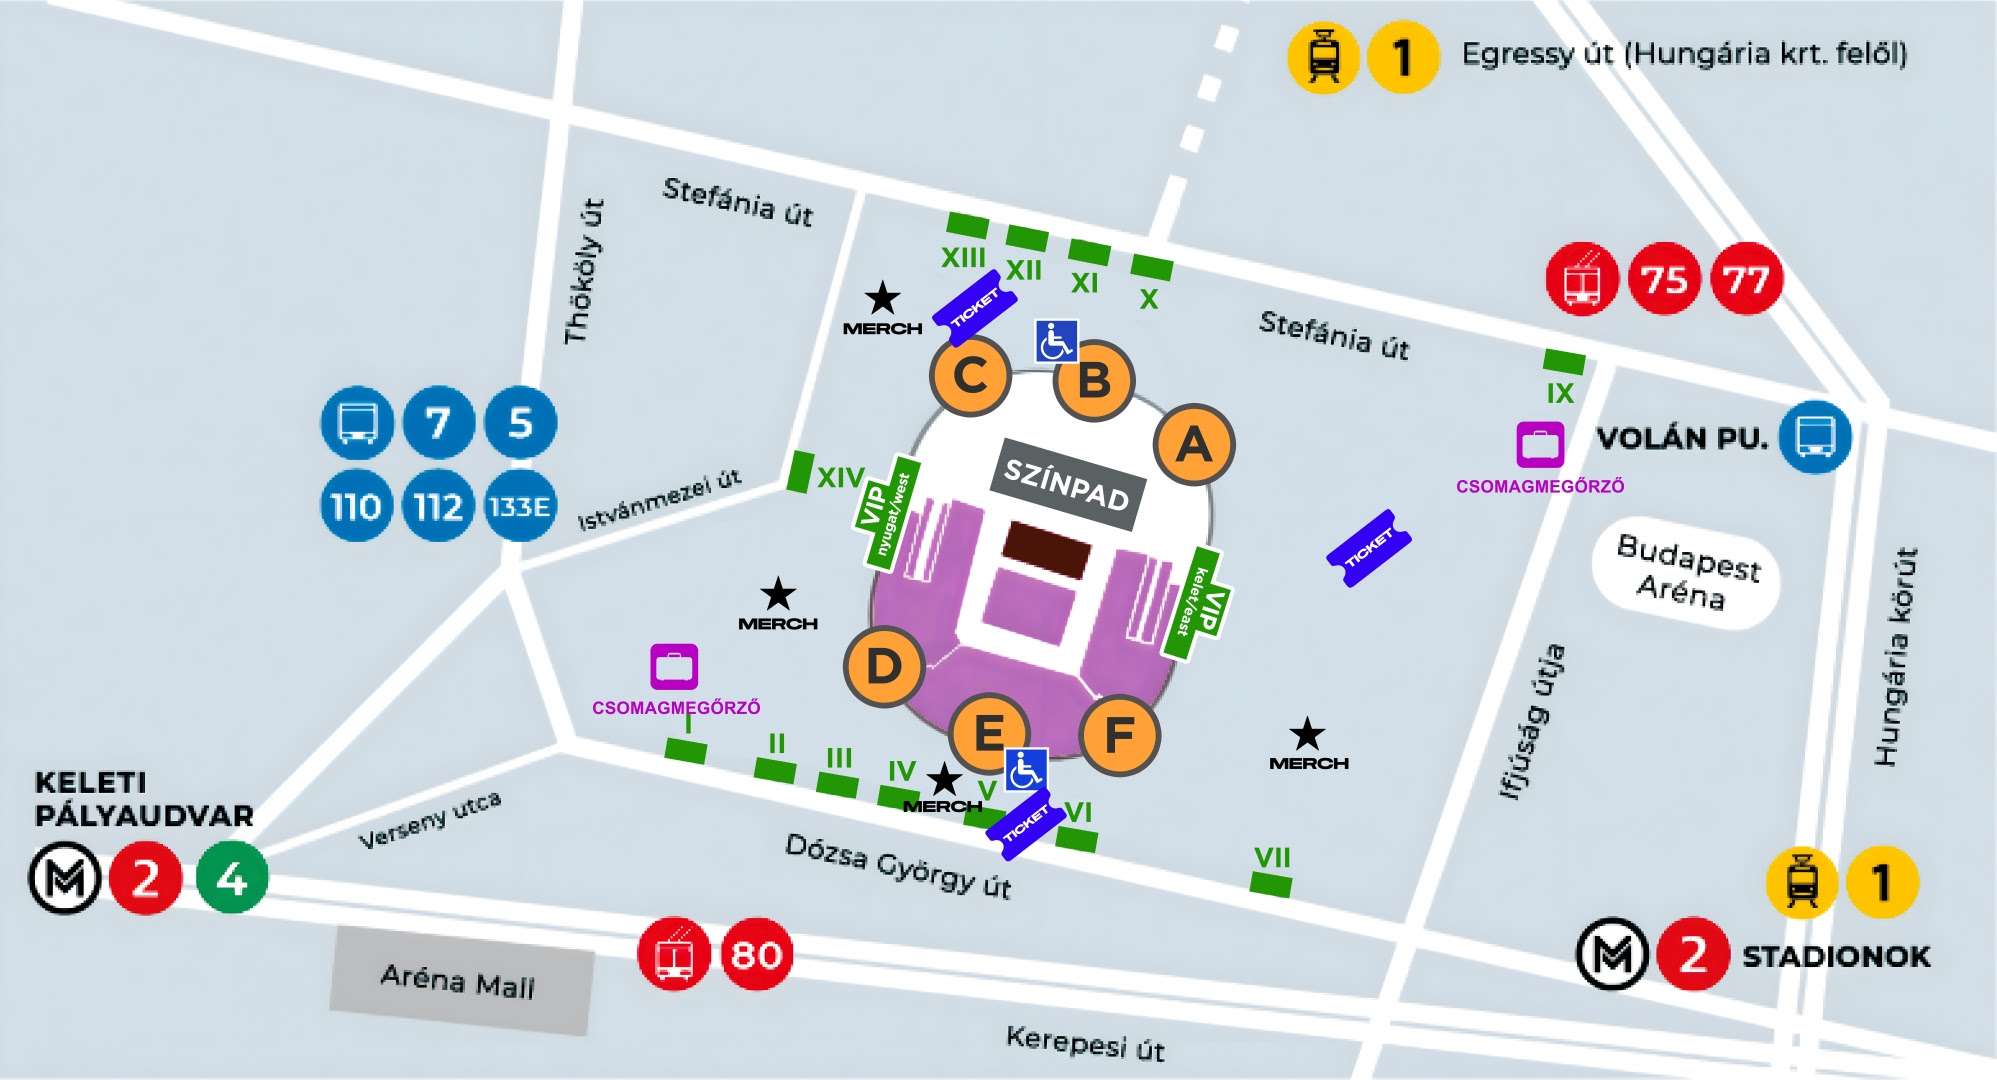 1
Egressy út (Hungária krt. felől)
Stefánia út
Thököly út
XIII
XII
XI
X
TICKET
MERCH
Stefánia út
75
77
IX
CSOMAGMEGŐRZŐ
VOLÁN PU.
C
B
A
SZÍNPAD
7
5
110
112
133E
Istvánmezei út
XIV
VIP
nyugat/west
VIP
kelet/east
TICKET
Budapest
Aréna
Hungária körút
MERCH
D
E
F
CSOMAGMEGŐRZŐ
I
II
III
IV
V
VI
VII
MERCH
TICKET
MERCH
Ifjúság útja
KELETI
PÁLYAUDVAR
M
2
4
Verseny utca
Dózsa György út
Aréna Mall
80
Kerepesi út
1
M
2
STADIONOK